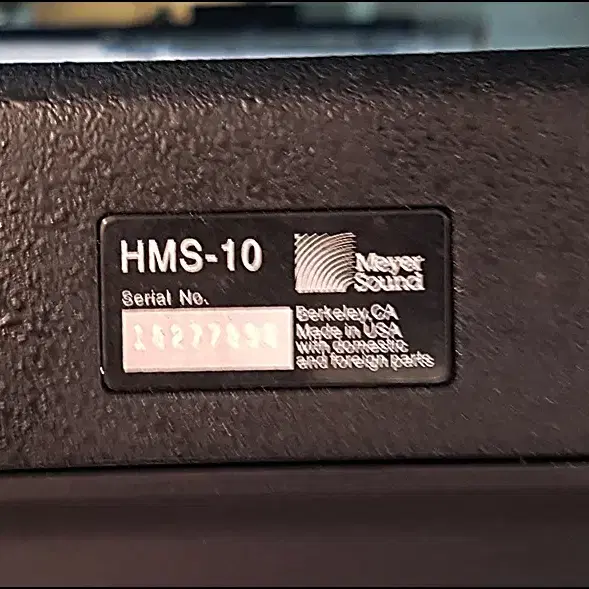 HMS-10
Meyer
Sound
Serial No.
Berkeley, CA
Made in USA
with domestic
and foreign parts